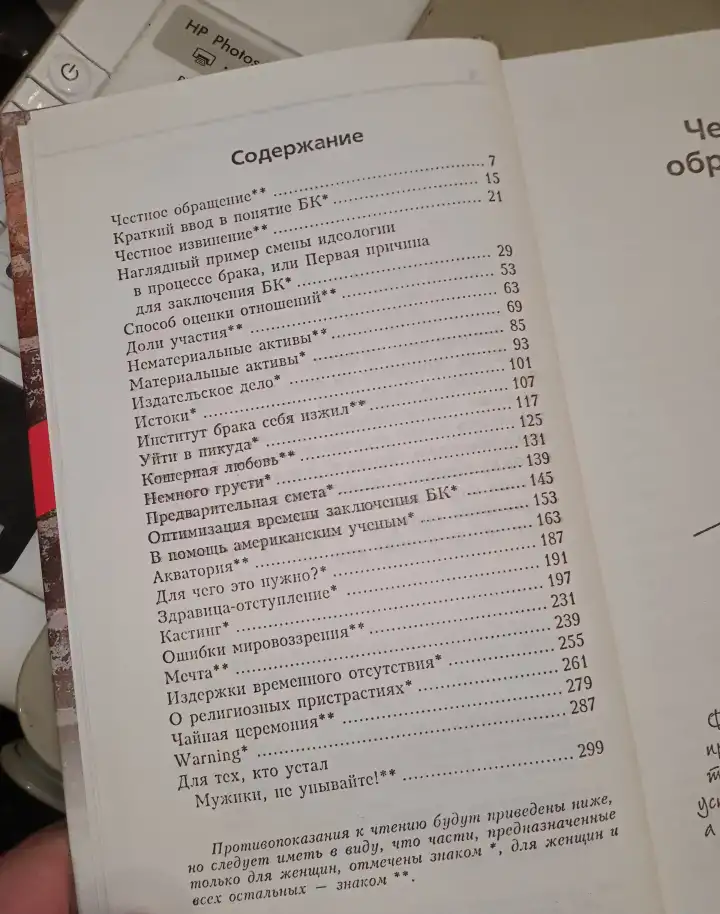 HP Photos
Содержание
Честное обращение** ........ 7
Краткий ввод в понятие БК* ........ 15
Честное извинение** ........ 21
Наглядный пример смены идеологии
в процессе брака, или Первая причина
для заключения БК* ........ 29
Способ оценки отношений** ........ 53
Доли участия** ........ 63
Нематериальные активы** ........ 69
Материальные активы* ........ 85
Издательское дело* ........ 93
Истоки* ........ 101
Институт брака себя изжил** ........ 107
Уйти в пикуда* ........ 117
Кошерная любовь** ........ 125
Немного грусти* ........ 131
Предварительная смета* ........ 139
Оптимизация времени заключения БК* ........ 145
В помощь американским ученым* ........ 153
Акватория** ........ 163
Для чего это нужно?* ........ 187
Здравица-отступление* ........ 191
Кастинг* ........ 197
Ошибки мировоззрения** ........ 231
Мечта** ........ 239
Издержки временного отсутствия* ........ 255
О религиозных пристрастиях* ........ 261
Чайная церемония** ........ 279
Warning* ........ 287
Для тех, кто устал
Мужики, не унывайте!** ........ 299
Противопоказания к чтению будут приведены ниже,
но следует иметь в виду, что части, предназначенные
только для женщин, отмечены знаком *, для женщин и
всех остальных — знаком **.
Че
обр